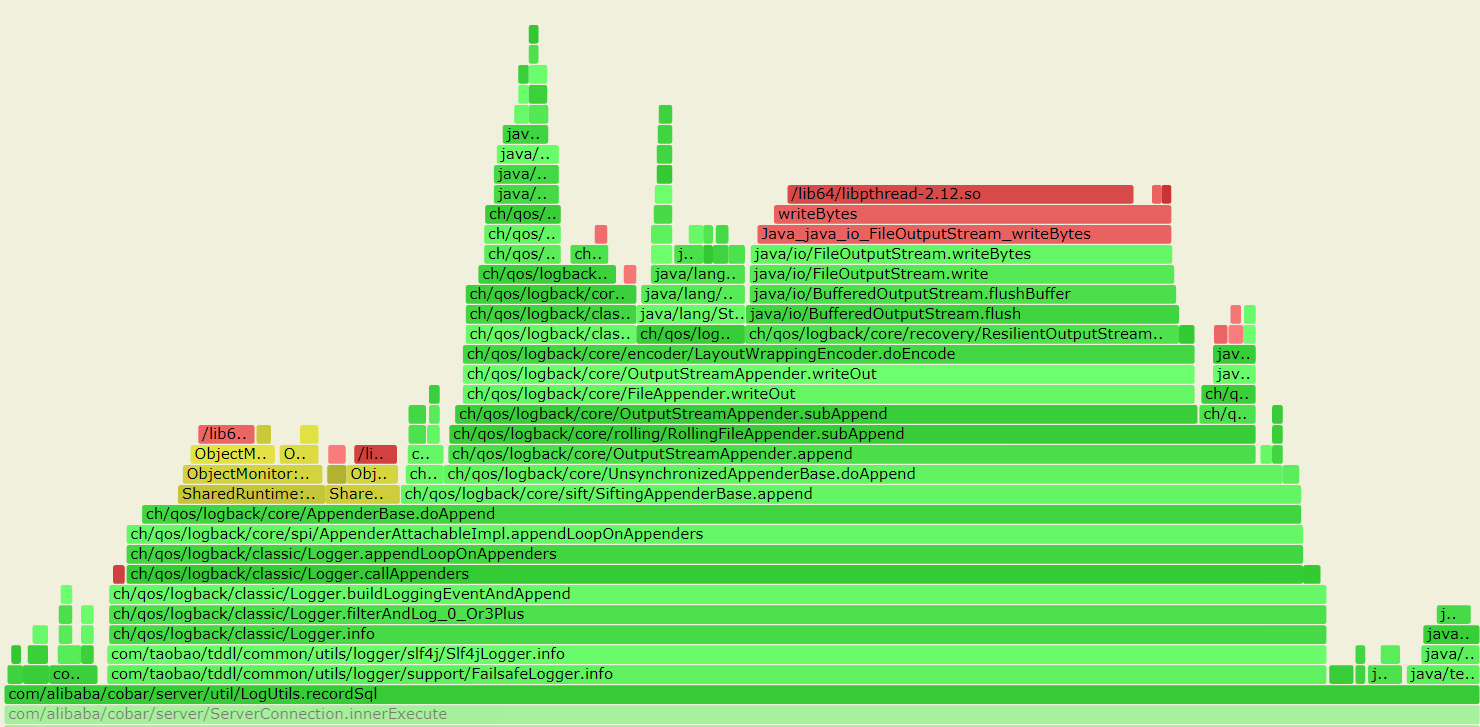 jav..
java/..
java/..
java/.. /lib64/libpthread-2.12.so
ch/qos/.. writeBytes
ch/qos/.. Java_java_io_FileOutputStream_writeBytes
ch/qos/.. ch.. j.. java/io/FileOutputStream.writeBytes
ch/qos/logback.. java/lang.. java/io/FileOutputStream.write
ch/qos/logback/cor.. java/lang/.. java/io/BufferedOutputStream.flushBuffer
ch/qos/logback/clas.. java/lang/St.. java/io/BufferedOutputStream.flush
ch/qos/logback/clas.. ch/qos/log.. ch/qos/logback/core/recovery/ResilientOutputStream..
ch/qos/logback/core/encoder/LayoutWrappingEncoder.doEncode jav..
ch/qos/logback/core/OutputStreamAppender.writeOut jav..
ch/qos/logback/core/FileAppender.writeOut ch/q..
ch/qos/logback/core/OutputStreamAppender.subAppend ch/q..
/lib6.. ch/qos/logback/core/rolling/RollingFileAppender.subAppend
ObjectM.. O.. /li.. c.. ch/qos/logback/core/OutputStreamAppender.append
ObjectMonitor:.. Obj.. ch.. ch/qos/logback/core/UnsynchronizedAppenderBase.doAppend
SharedRuntime:.. Share.. ch/qos/logback/core/sift/SiftingAppenderBase.append
ch/qos/logback/core/AppenderBase.doAppend
ch/qos/logback/core/spi/AppenderAttachableImpl.appendLoopOnAppenders
ch/qos/logback/classic/Logger.appendLoopOnAppenders
ch/qos/logback/classic/Logger.callAppenders
ch/qos/logback/classic/Logger.buildLoggingEventAndAppend
ch/qos/logback/classic/Logger.filterAndLog_0_Or3Plus j..
ch/qos/logback/classic/Logger.info java..
com/taobao/tddl/common/utils/logger/slf4j/Slf4jLogger.info java/..
co.. com/taobao/tddl/common/utils/logger/support/FailsafeLogger.info j.. java/te..
com/alibaba/cobar/server/util/LogUtils.recordSql
com/alibaba/cobar/server/ServerConnection.innerExecute